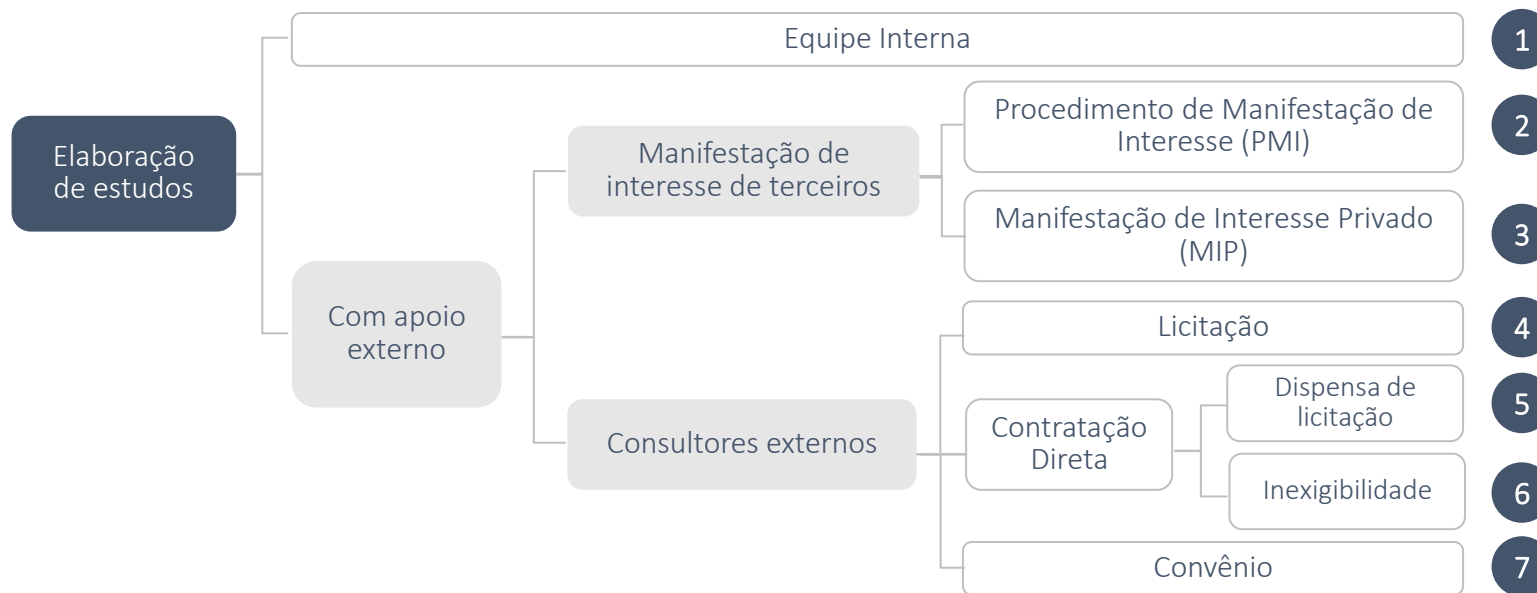 Equipe Interna
1
Elaboração
de estudos
Manifestação de
interesse de terceiros
Procedimento de Manifestação de
Interesse (PMI)
2
Manifestação de Interesse Privado
(MIP)
3
Com apoio
externo
Consultores externos
Licitação
4
Contratação
Direta
Dispensa de
licitação
5
Inexigibilidade
6
Convênio
7